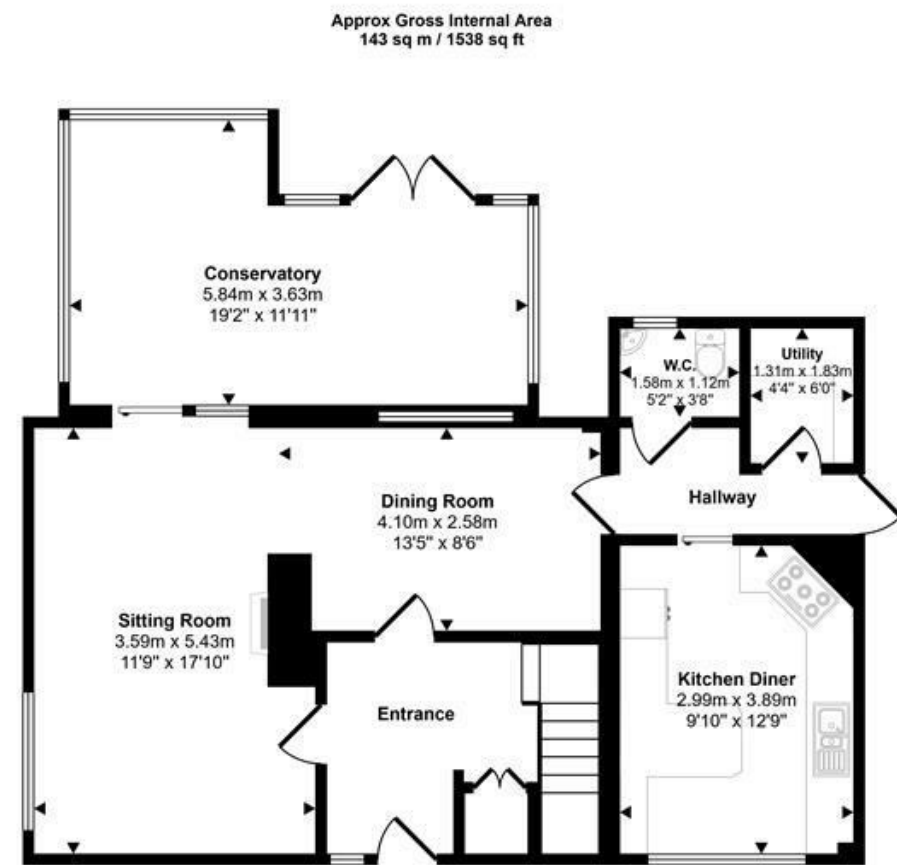 Approx Gross Internal Area
143 sq m / 1538 sq ft
Conservatory
5.84m x 3.63m
19'2" x 11'11"
W.C.
1.58m x 1.12m
5'2" x 3'8"
Utility
1.31m x 1.83m
4'4" x 6'0"
Dining Room
4.10m x 2.58m
13'5" x 8'6"
Hallway
Sitting Room
3.59m x 5.43m
11'9" x 17'10"
Entrance
Kitchen Diner
2.99m x 3.89m
9'10" x 12'9"